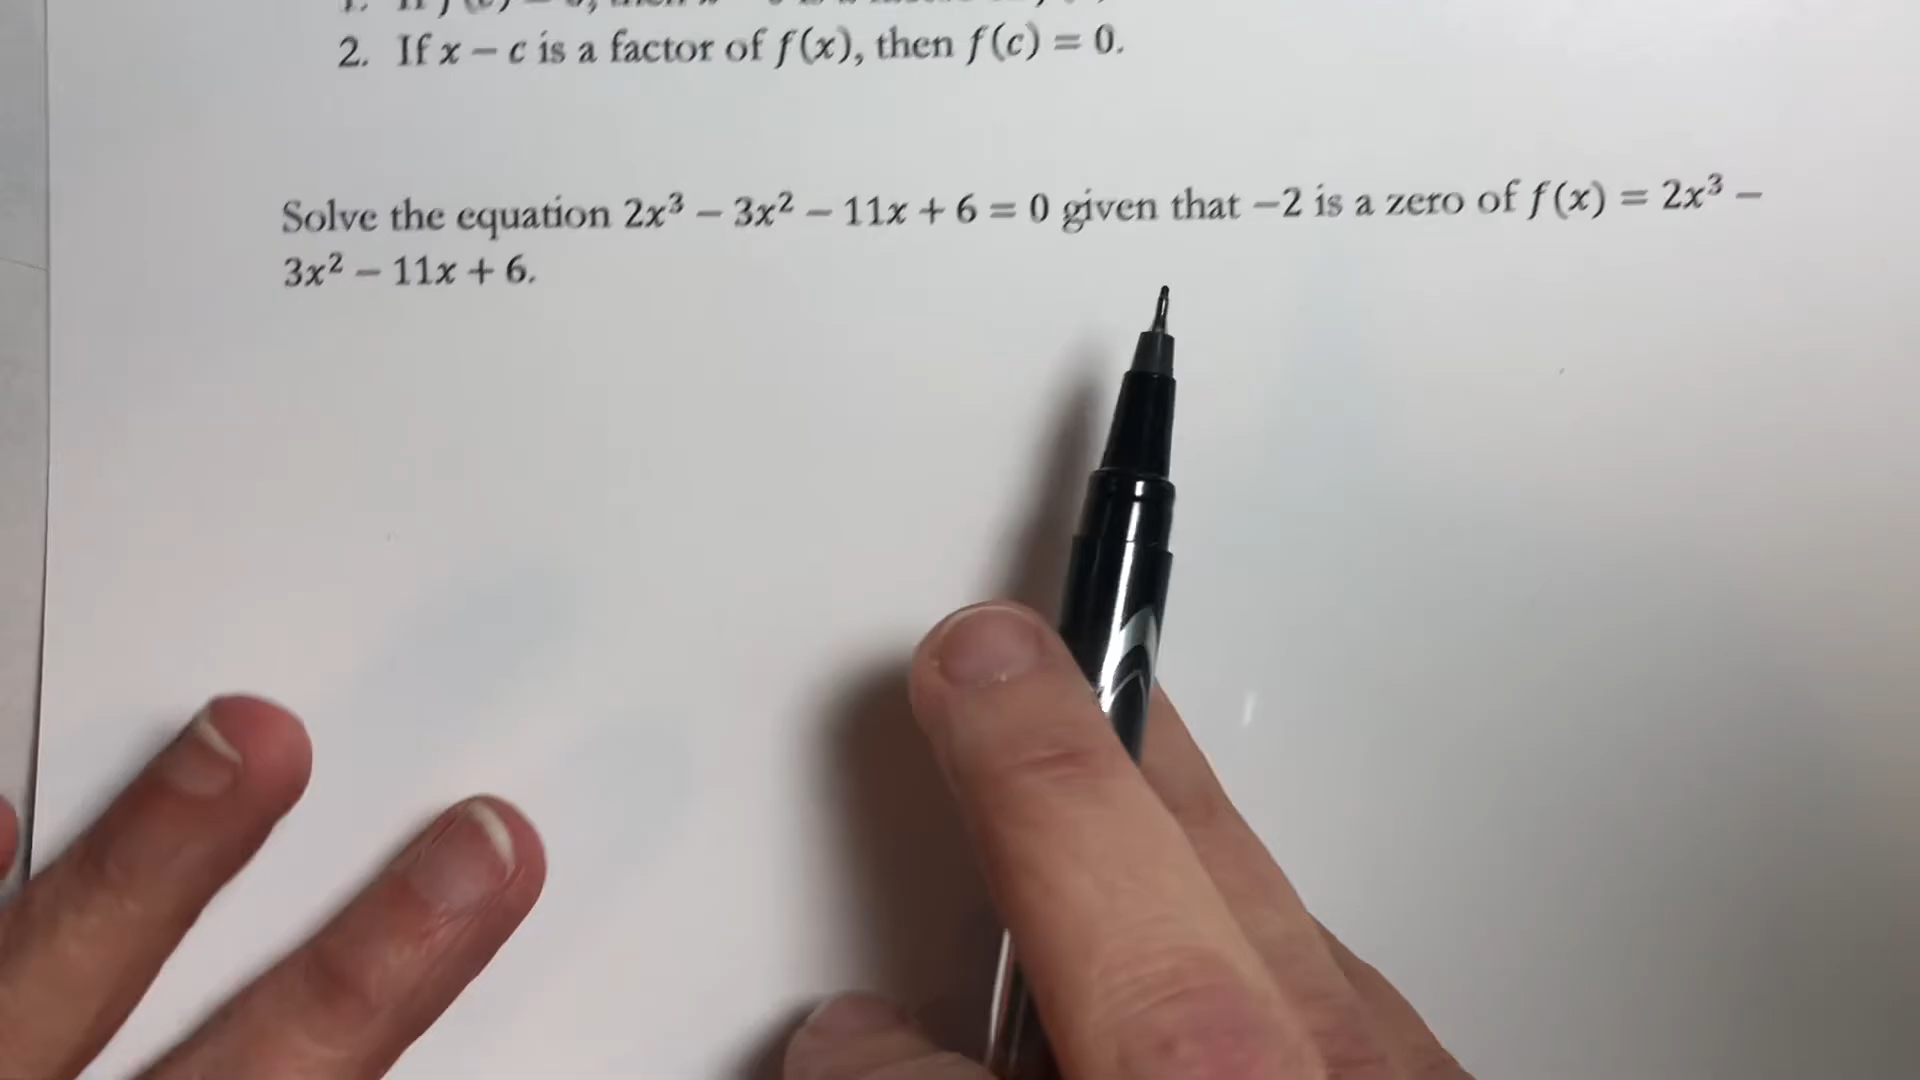 2. If x − c is a factor of f(x), then f(c) = 0.
Solve the equation 2x³ − 3x² − 11x + 6 = 0 given that −2 is a zero of f(x) = 2x³ −
3x² − 11x + 6.